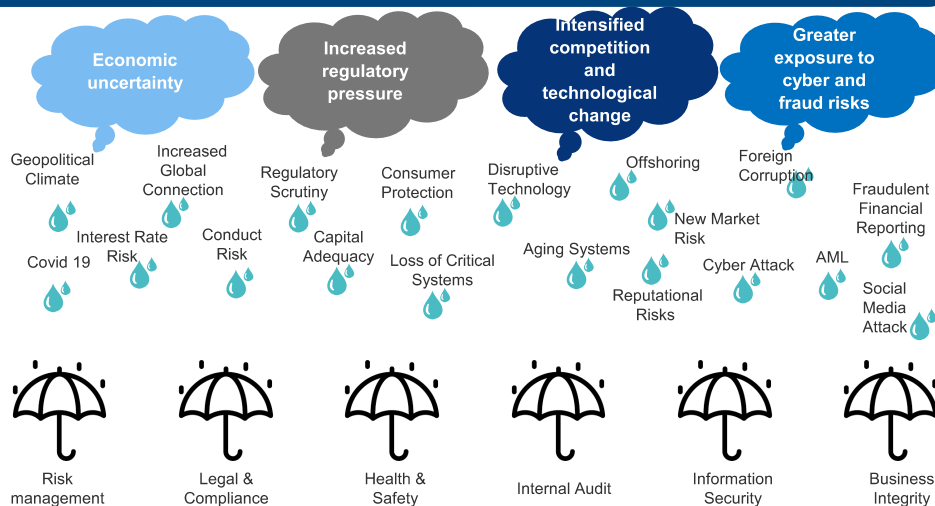 Economic
uncertainty
Increased
regulatory
pressure
Intensified
competition
and
technological
change
Greater
exposure to
cyber and
fraud risks
Geopolitical
Climate
Increased
Global
Connection
Regulatory
Scrutiny
Consumer
Protection
Disruptive
Technology
Offshoring
Foreign
Corruption
Fraudulent
Financial
Reporting
New Market
Risk
Interest Rate
Risk
Conduct
Risk
Capital
Adequacy
Covid 19
Loss of Critical
Systems
Aging Systems
Cyber Attack
AML
Reputational
Risks
Social
Media
Attack
Risk
management
Legal &
Compliance
Health &
Safety
Internal Audit
Information
Security
Business
Integrity